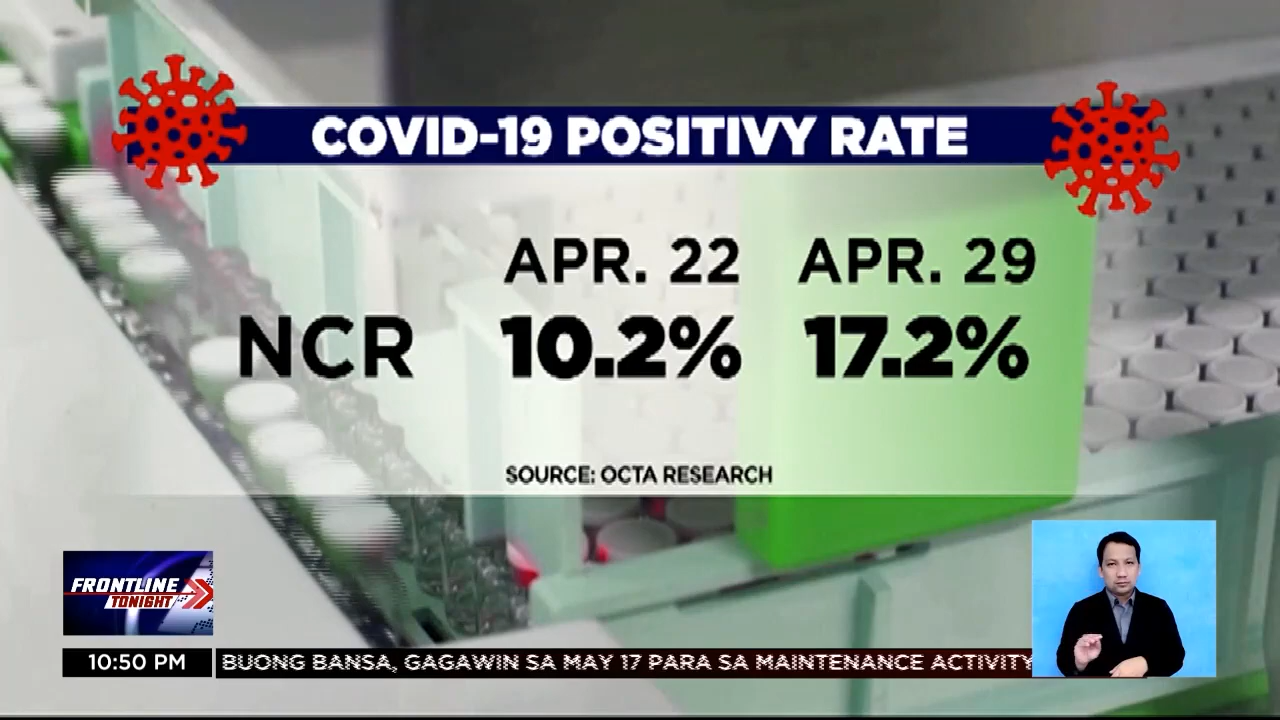 COVID-19 POSITIVY RATE
APR. 22 APR. 29
NCR 10.2% 17.2%
SOURCE: OCTA RESEARCH
FRONTLINE
TONIGHT
10:50 PM BUONG BANSA, GAGAWIN SA MAY 17 PARA SA MAINTENANCE ACTIVITY